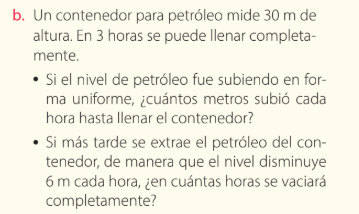 b. Un contenedor para petróleo mide 30 m de
altura. En 3 horas se puede llenar completa-
mente.
• Si el nivel de petróleo fue subiendo en for-
ma uniforme, ¿cuántos metros subió cada
hora hasta llenar el contenedor?
• Si más tarde se extrae el petróleo del con-
tenedor, de manera que el nivel disminuye
6 m cada hora, ¿en cuántas horas se vaciará
completamente?